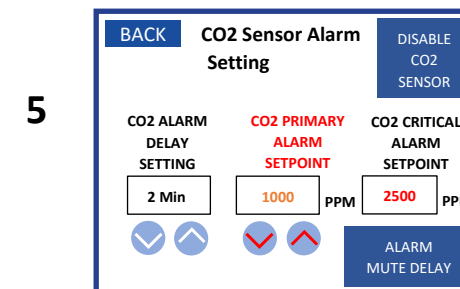 BACK
CO2 Sensor Alarm
Setting
DISABLE
CO2
SENSOR
5
CO2 ALARM
DELAY
SETTING
CO2 PRIMARY
ALARM
SETPOINT
CO2 CRITICAL
ALARM
SETPOINT
2 Min
1000
PPM
2500
ALARM
MUTE DELAY